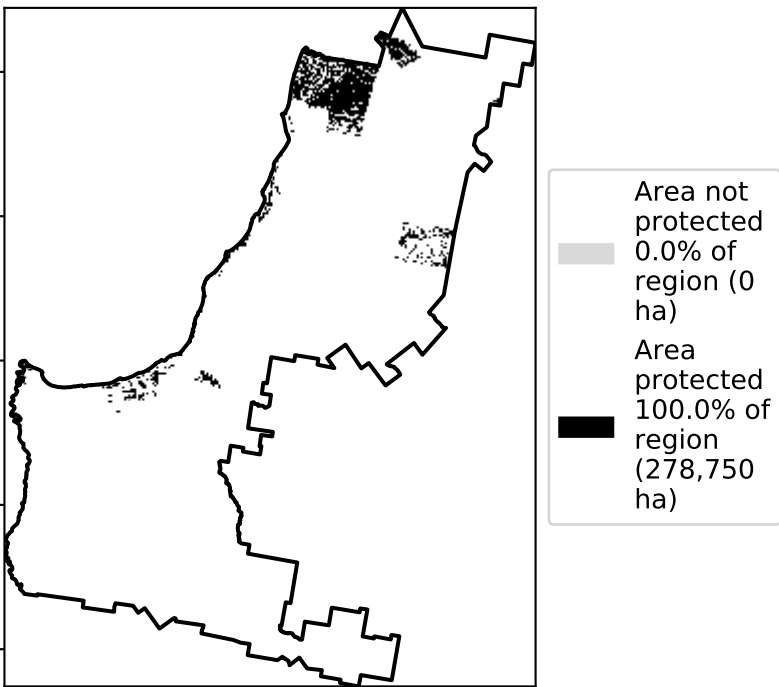 Area not
protected
0.0% of
region (0
ha)
Area
protected
100.0% of
region
(278,750
ha)